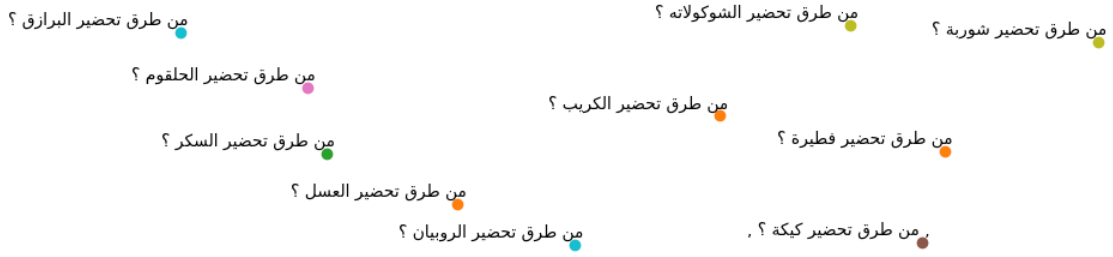 من طرق تحضير الشوكولاته ؟
من طرق تحضير البرازق ؟
من طرق تحضير شوربة ؟
من طرق تحضير الحلقوم ؟
من طرق تحضير الكريب ؟
من طرق تحضير فطيرة ؟
من طرق تحضير السكر ؟
من طرق تحضير العسل ؟
, من طرق تحضير كيكة ؟ ,
من طرق تحضير الروبيان ؟